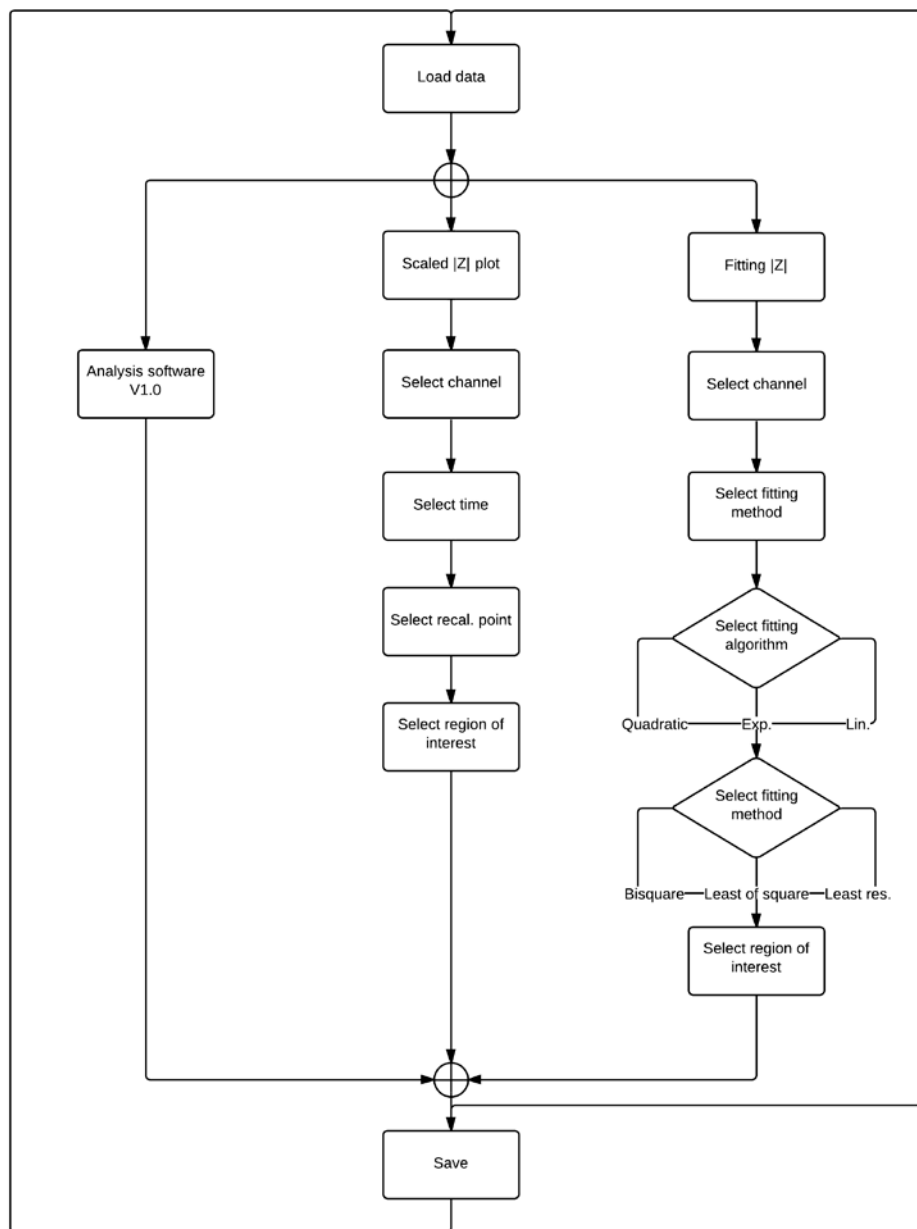 Load data
Scaled |Z| plot
Fitting |Z|
Analysis software
V1.0
Select channel
Select channel
Select time
Select fitting
method
Select recal. point
Select fitting
algorithm
Select region of
interest
Quadratic
Exp.
Lin.
Select fitting
method
Bisquare
Least of square
Least res.
Select region of
interest
Save